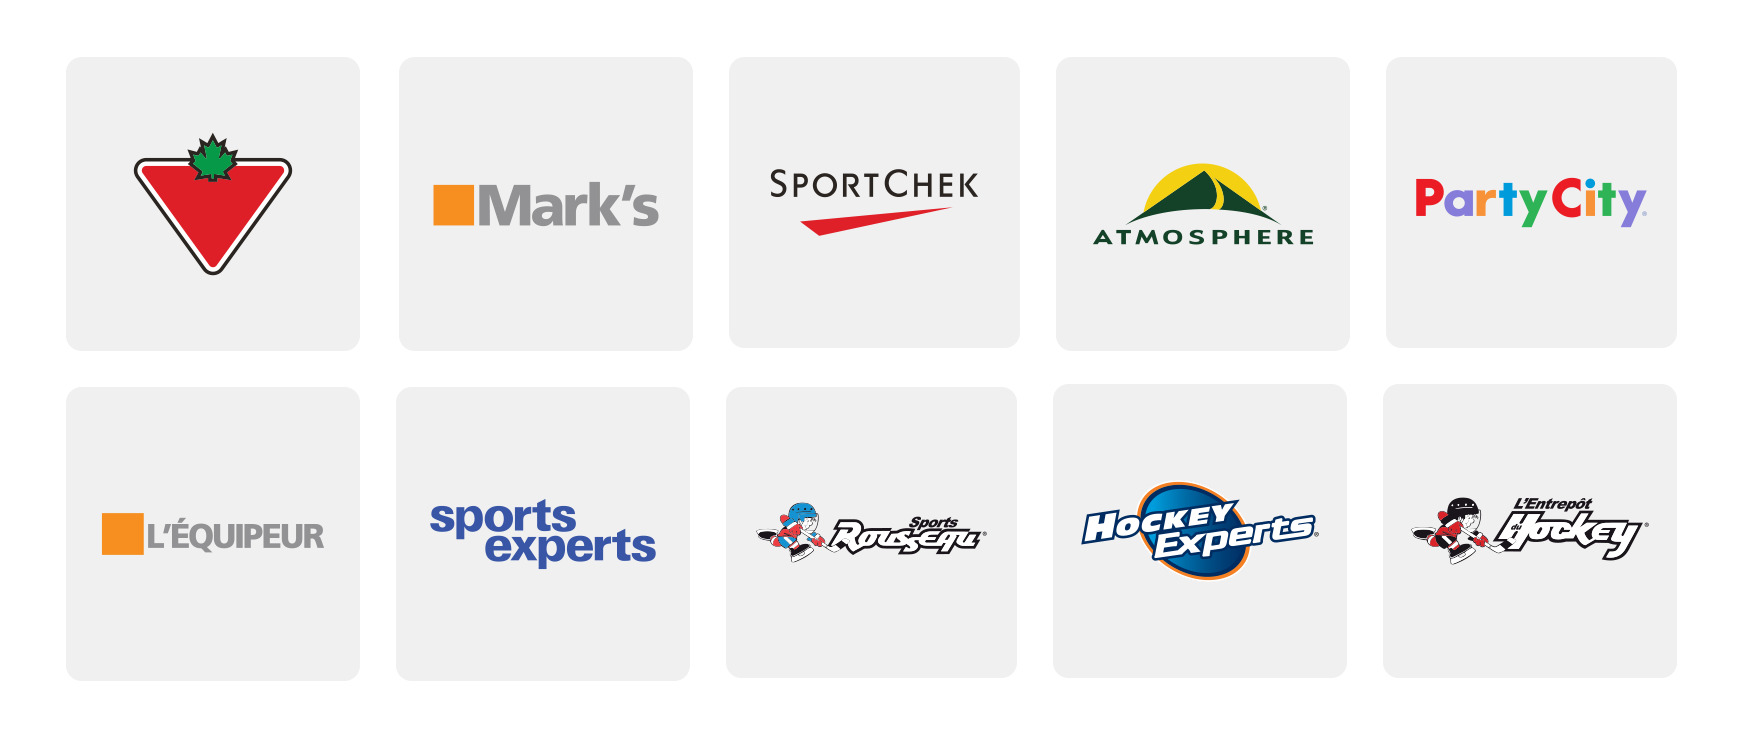 Mark's
SPORTCHEK
ATMOSPHERE
Party City
L'ÉQUIPEUR
sports
experts
Sports
Rousseau
HOCKEY
Experts
L'Entrepôt
du
Hockey